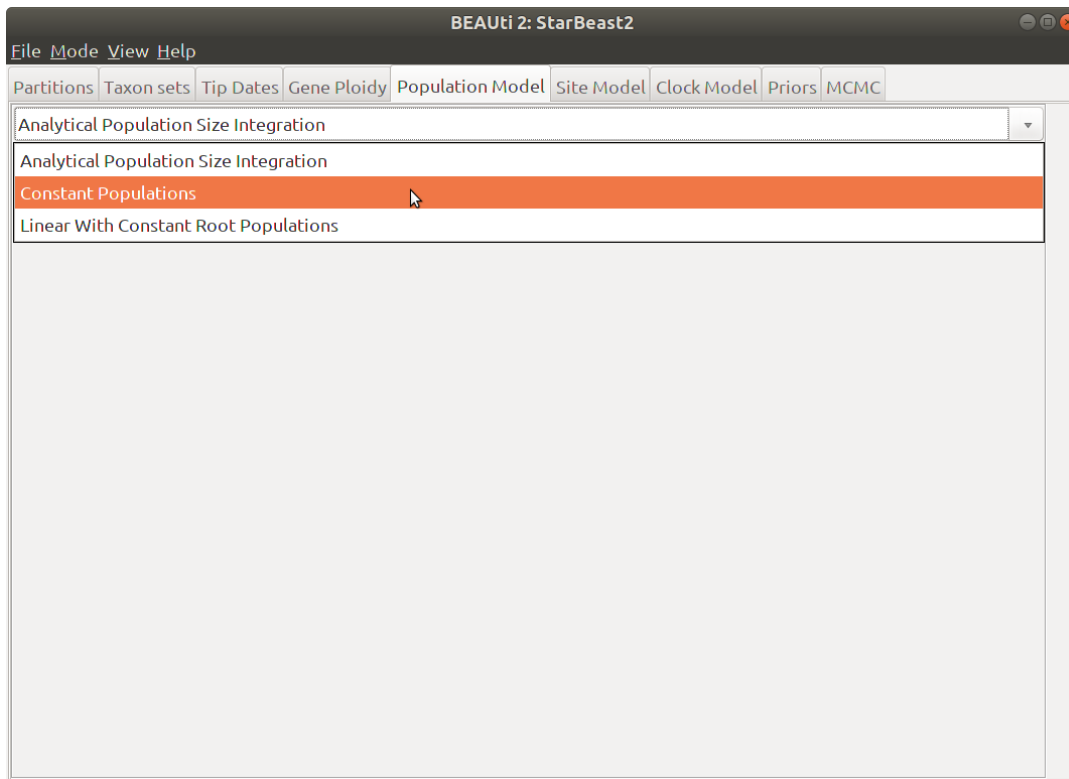 BEAUti 2: StarBeast2
File Mode View Help
Partitions Taxon sets Tip Dates Gene Ploidy Population Model Site Model Clock Model Priors MCMC
Analytical Population Size Integration
Analytical Population Size Integration
Constant Populations
Linear With Constant Root Populations